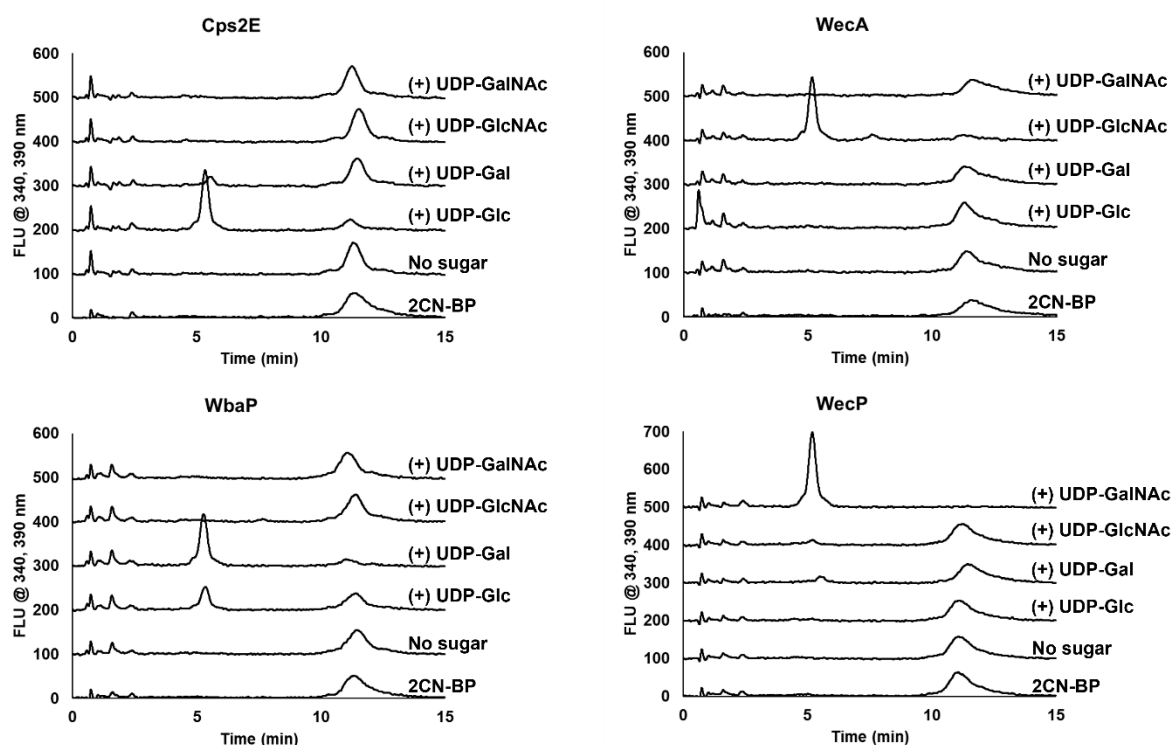 Cps2E
600
500
400
300
200
100
0
FLU @ 340, 390 nm
(+) UDP-GalNAc
(+) UDP-GlcNAc
(+) UDP-Gal
(+) UDP-Glc
No sugar
2CN-BP
0 5 10 15
Time (min)
WecA
600
500
400
300
200
100
0
FLU @ 340, 390 nm
(+) UDP-GalNAc
(+) UDP-GlcNAc
(+) UDP-Gal
(+) UDP-Glc
No sugar
2CN-BP
0 5 10 15
Time (min)
WbaP
600
500
400
300
200
100
0
FLU @ 340, 390 nm
(+) UDP-GalNAc
(+) UDP-GlcNAc
(+) UDP-Gal
(+) UDP-Glc
No sugar
2CN-BP
0 5 10 15
Time (min)
WecP
700
600
500
400
300
200
100
0
FLU @ 340, 390 nm
(+) UDP-GalNAc
(+) UDP-GlcNAc
(+) UDP-Gal
(+) UDP-Glc
No sugar
2CN-BP
0 5 10 15
Time (min)